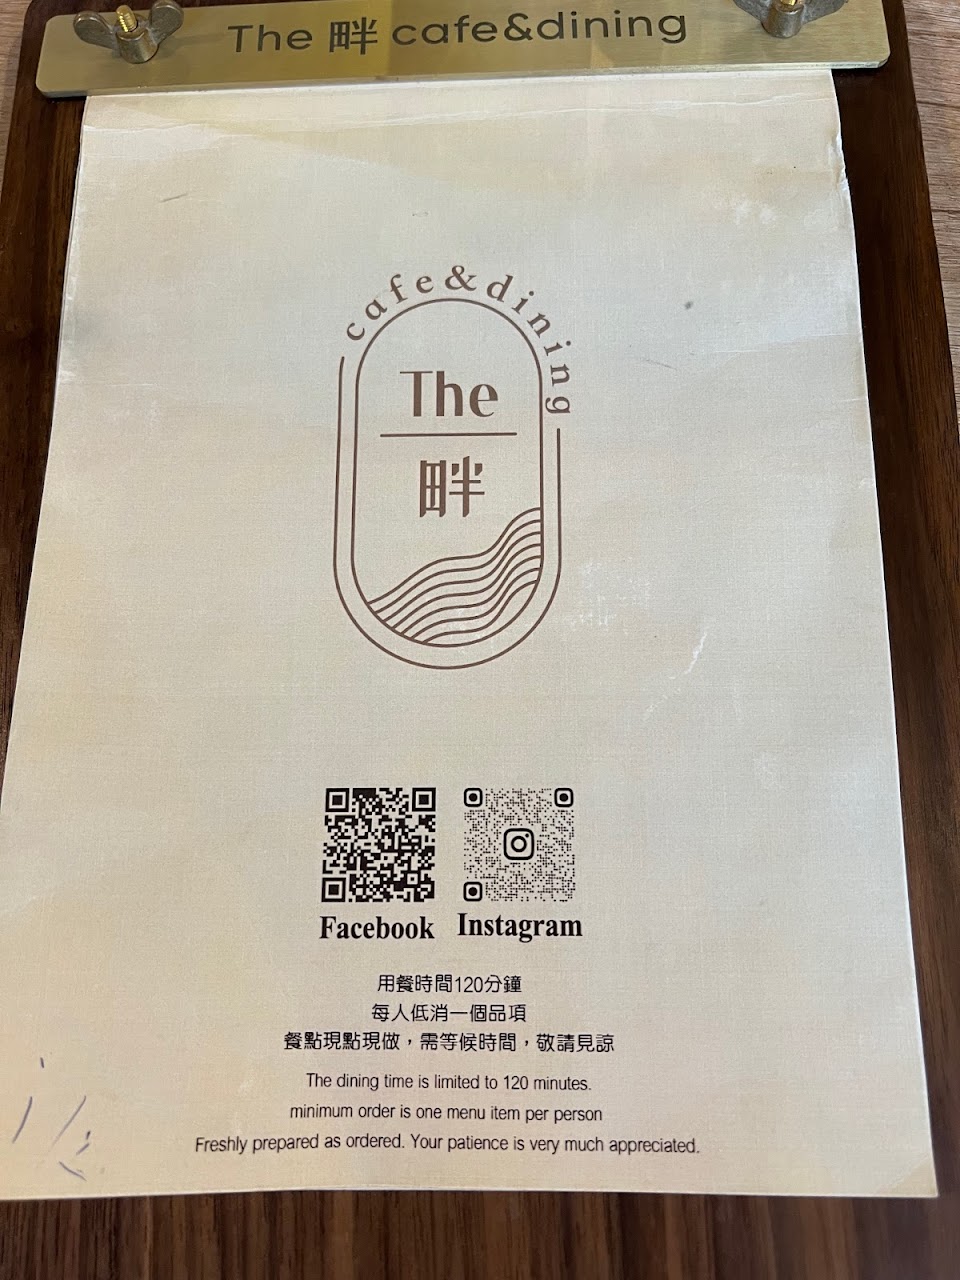 The 畔 cafe&dining
cafe&dining
The
畔
Facebook Instagram
用餐時間120分鐘
每人低消一個品項
餐點現點現做，需等候時間，敬請見諒
The dining time is limited to 120 minutes.
minimum order is one menu item per person
Freshly prepared as ordered. Your patience is very much appreciated.